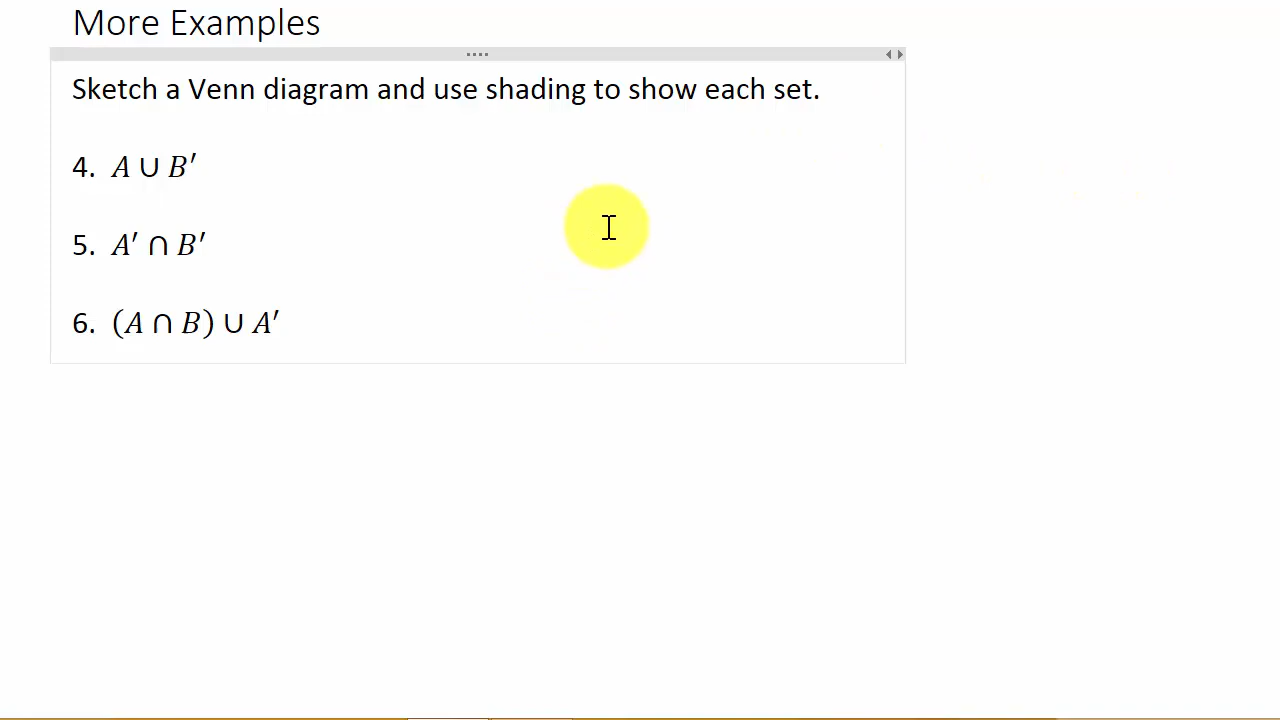 More Examples
Sketch a Venn diagram and use shading to show each set.
4. A ∪ B′
5. A′ ∩ B′
6. (A ∩ B) ∪ A′